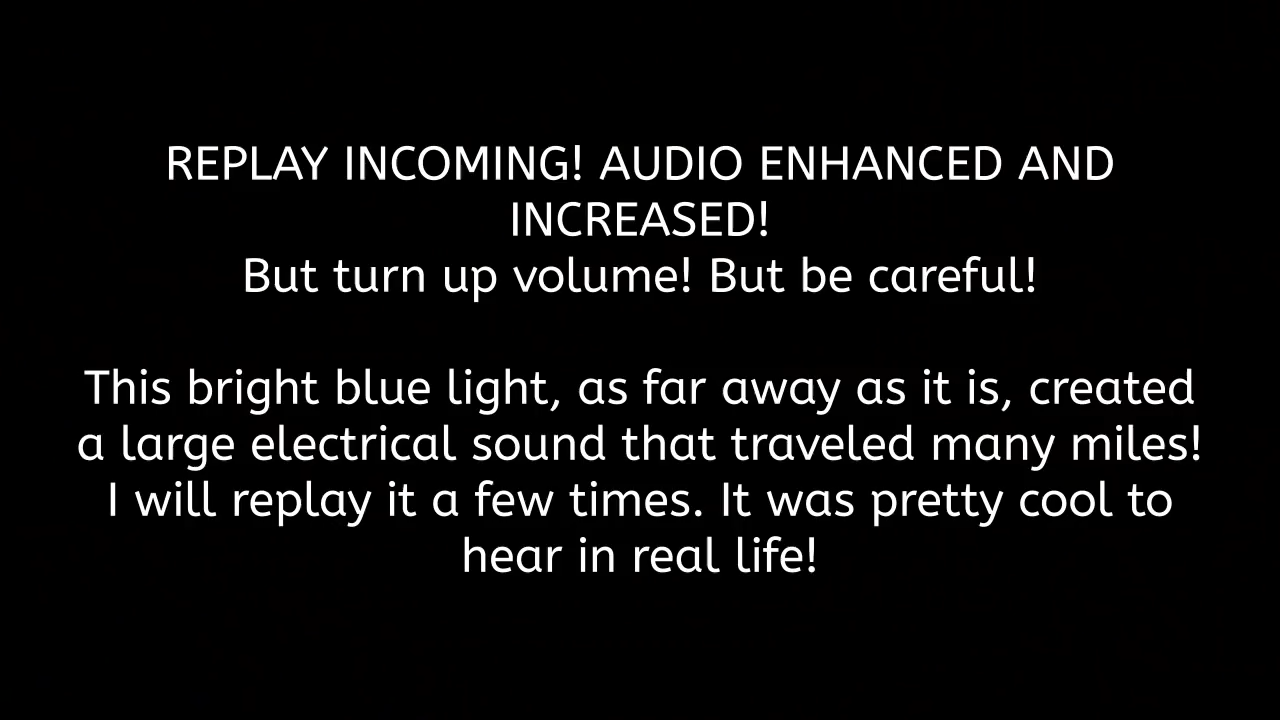 REPLAY INCOMING! AUDIO ENHANCED AND
INCREASED!
But turn up volume! But be careful!
This bright blue light, as far away as it is, created
a large electrical sound that traveled many miles!
I will replay it a few times. It was pretty cool to
hear in real life!